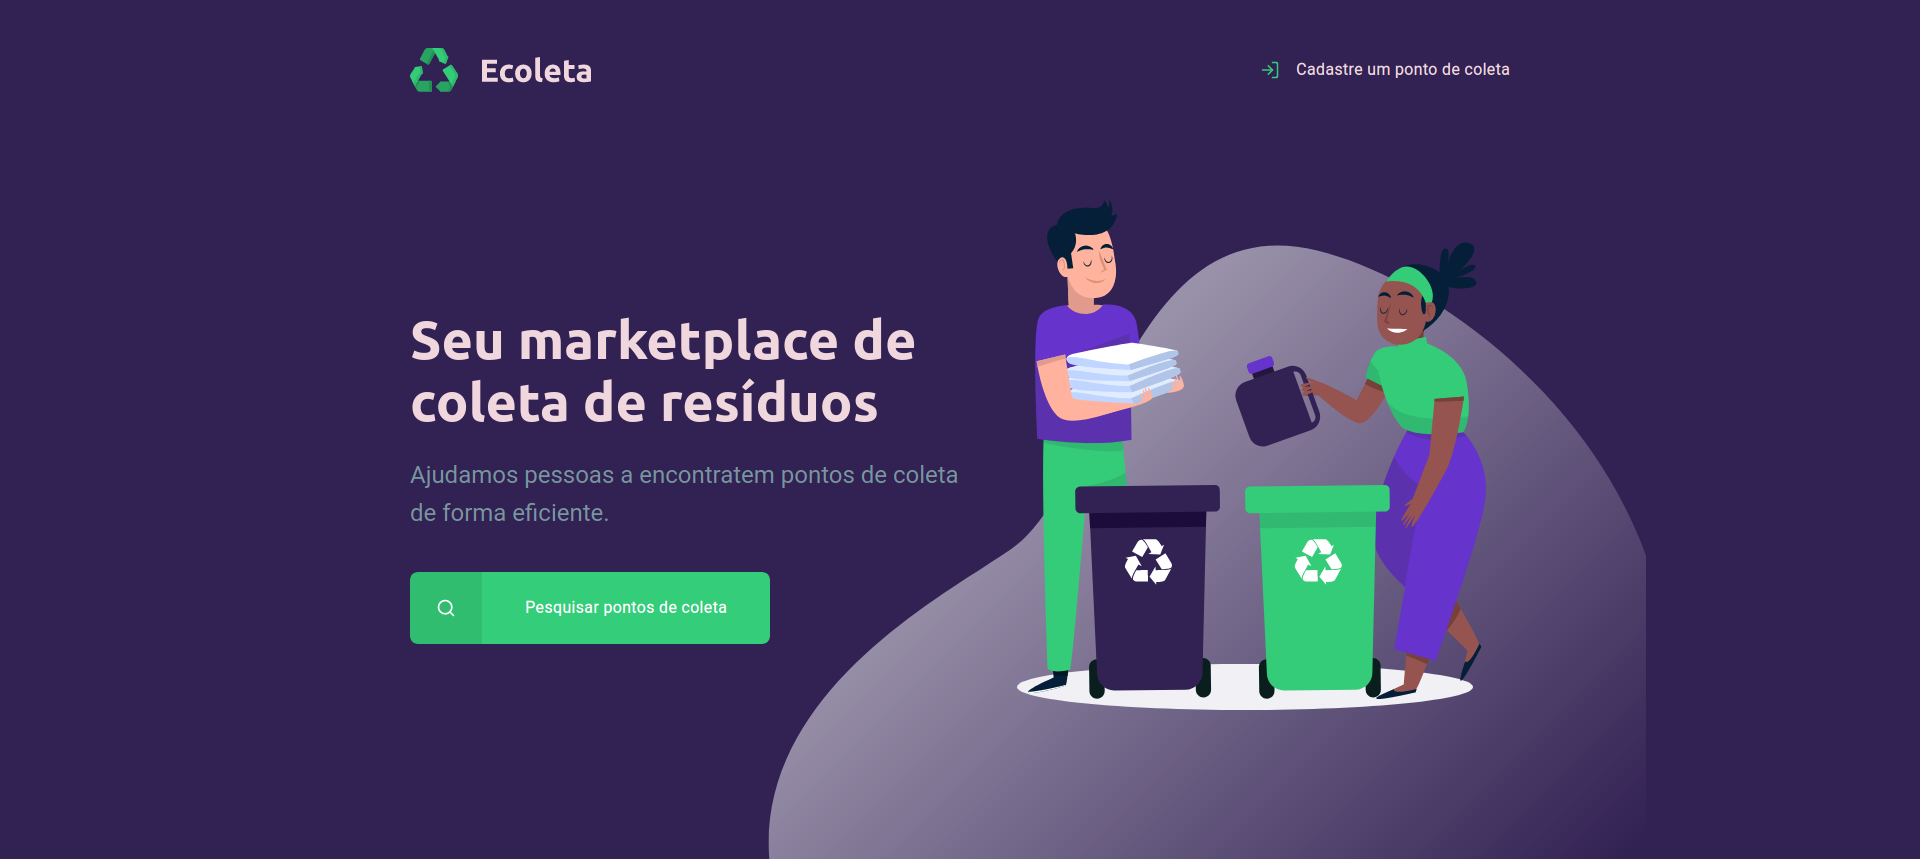 Ecoleta
Cadastre um ponto de coleta
Seu marketplace de
coleta de resíduos
Ajudamos pessoas a encontratem pontos de coleta
de forma eficiente.
Pesquisar pontos de coleta